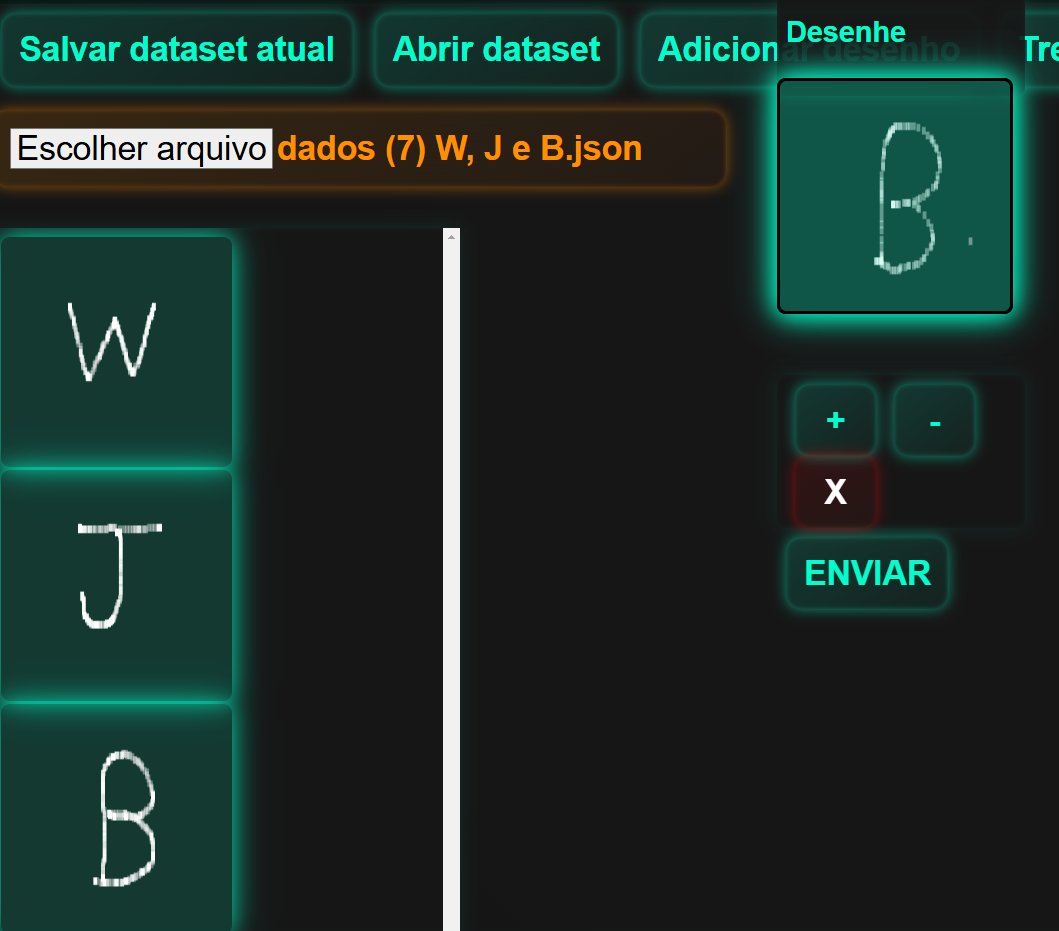 Salvar dataset atual
Abrir dataset
Adicionar desenho
Tre
Desenhe
Escolher arquivo dados (7) W, J e B.json
B
W
J
B
+
-
X
ENVIAR